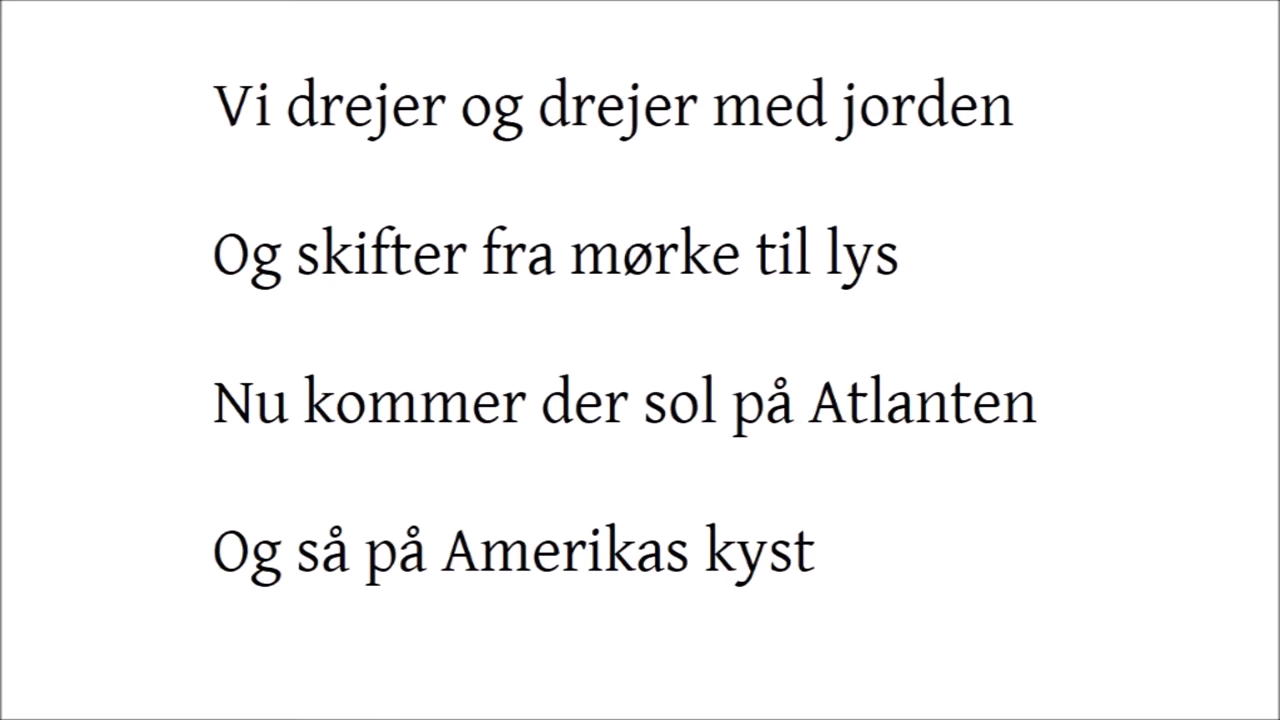 Vi drejer og drejer med jorden
Og skifter fra mørke til lys
Nu kommer der sol på Atlanten
Og så på Amerikas kyst